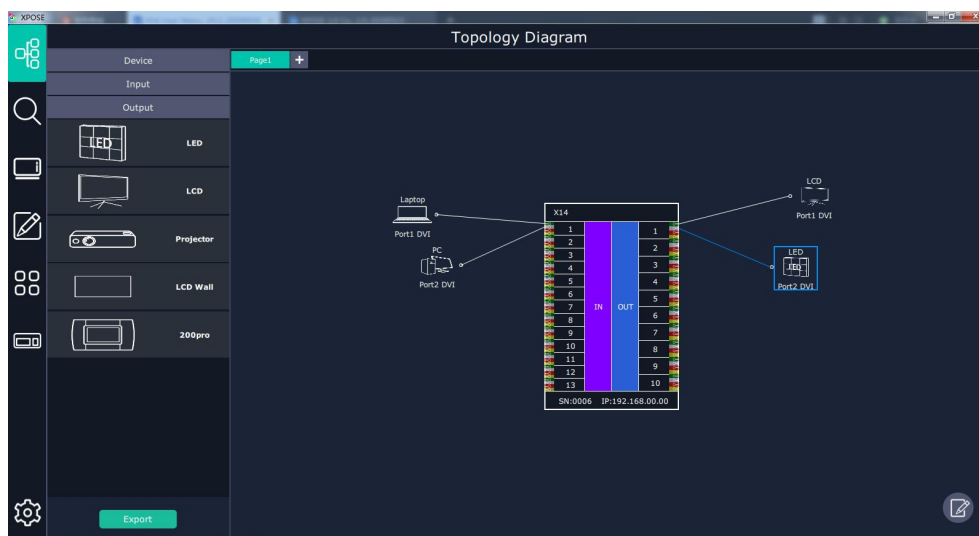 XPOSE
Topology Diagram
Device
Page1 +
Input
Output
LED
LED
LCD
Projector
LCD Wall
200pro
Export
Laptop
Port1 DVI
PC
Port2 DVI
X14
1
2
3
4
5
6
7
8
9
10
11
12
13
IN
OUT
1
2
3
4
5
6
7
8
9
10
SN:0006 IP:192.168.00.00
LCD
Port1 DVI
LED
LED
Port2 DVI